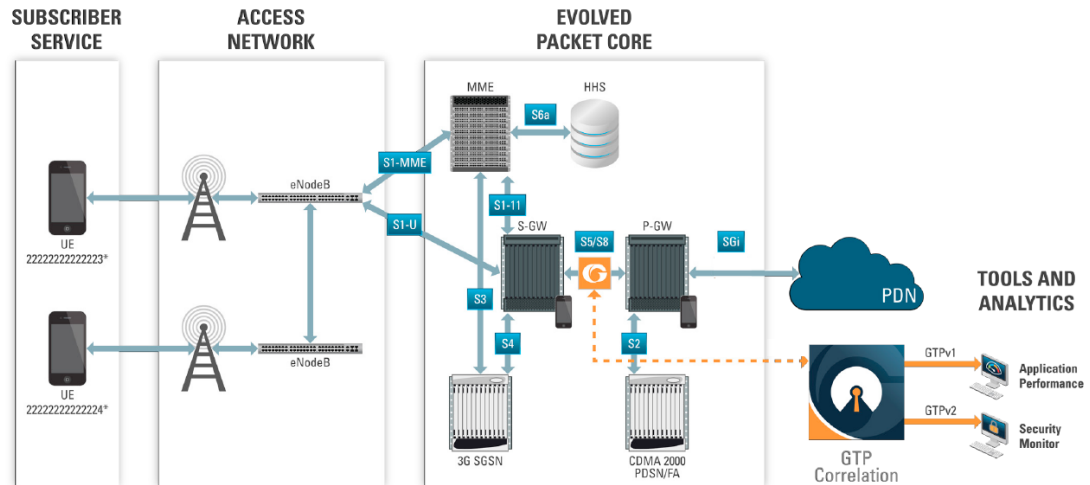 SUBSCRIBER
SERVICE
ACCESS
NETWORK
EVOLVED
PACKET CORE
MME
HHS
S6a
S1-MME
eNodeB
S1-11
S1-U
S-GW
P-GW
UE
22222222222223*
S5/S8
SGi
PDN
TOOLS AND
ANALYTICS
S3
S4
S2
eNodeB
UE
22222222222224*
GTPv1
Application
Performance
GTPv2
Security
Monitor
3G SGSN
CDMA 2000
PDSN/FA
GTP
Correlation